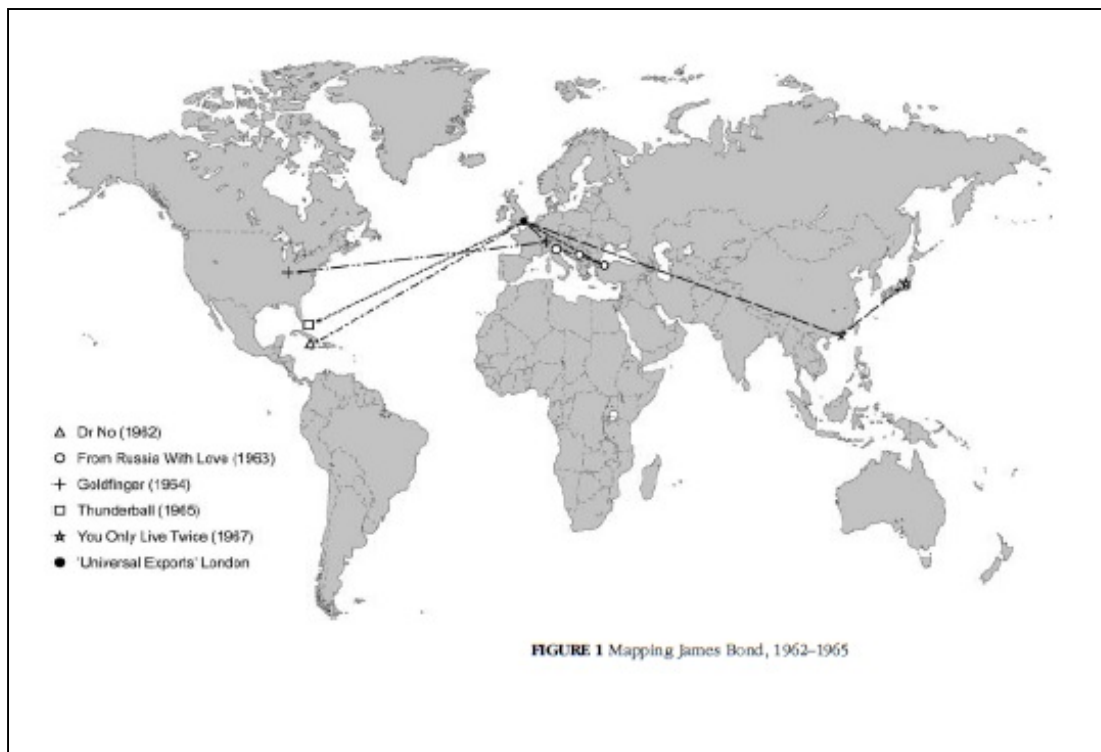 Dr No (1962)
From Russia With Love (1963)
Goldfinger (1964)
Thunderball (1965)
You Only Live Twice (1967)
'Universal Exports' London
FIGURE 1 Mapping James Bond, 1962–1965